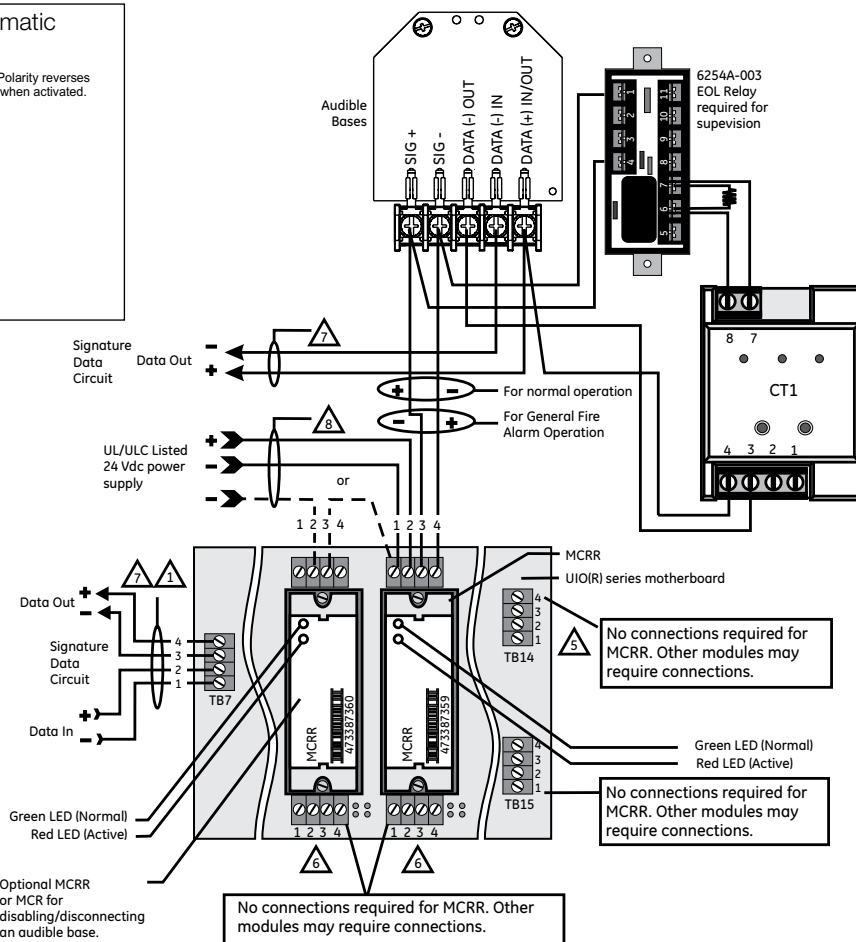 matic
Polarity reverses
when activated.
Audible
Bases
SIG +
SIG -
DATA (-) OUT
DATA (-) IN
DATA (+) IN/OUT
6254A-003
EOL Relay
required for
supevision
1
2
3
4
11
10
9
8
7
6
5
8 7
CT1
4 3 2 1
Signature
Data
Circuit
Data Out
-
+
7
+ -
For normal operation
- +
For General Fire
Alarm Operation
8
UL/ULC Listed
24 Vdc power
supply
+
-
-
or
1 2 3 4
1 2 3 4
MCRR
UIO(R) series motherboard
7 1
Data Out
+
-
Signature
Data
Circuit
Data In
+
-
4
3
2
1
TB7
MCRR
473387360
MCRR
473387359
4
3
2
1
TB14
5
No connections required for
MCRR. Other modules may
require connections.
Green LED (Normal)
Red LED (Active)
4
3
2
1
TB15
No connections required for
MCRR. Other modules may
require connections.
Green LED (Normal)
Red LED (Active)
1 2 3 4
1 2 3 4
6
6
Optional MCRR
or MCR for
disabling/disconnecting
an audible base.
No connections required for MCRR. Other
modules may require connections.